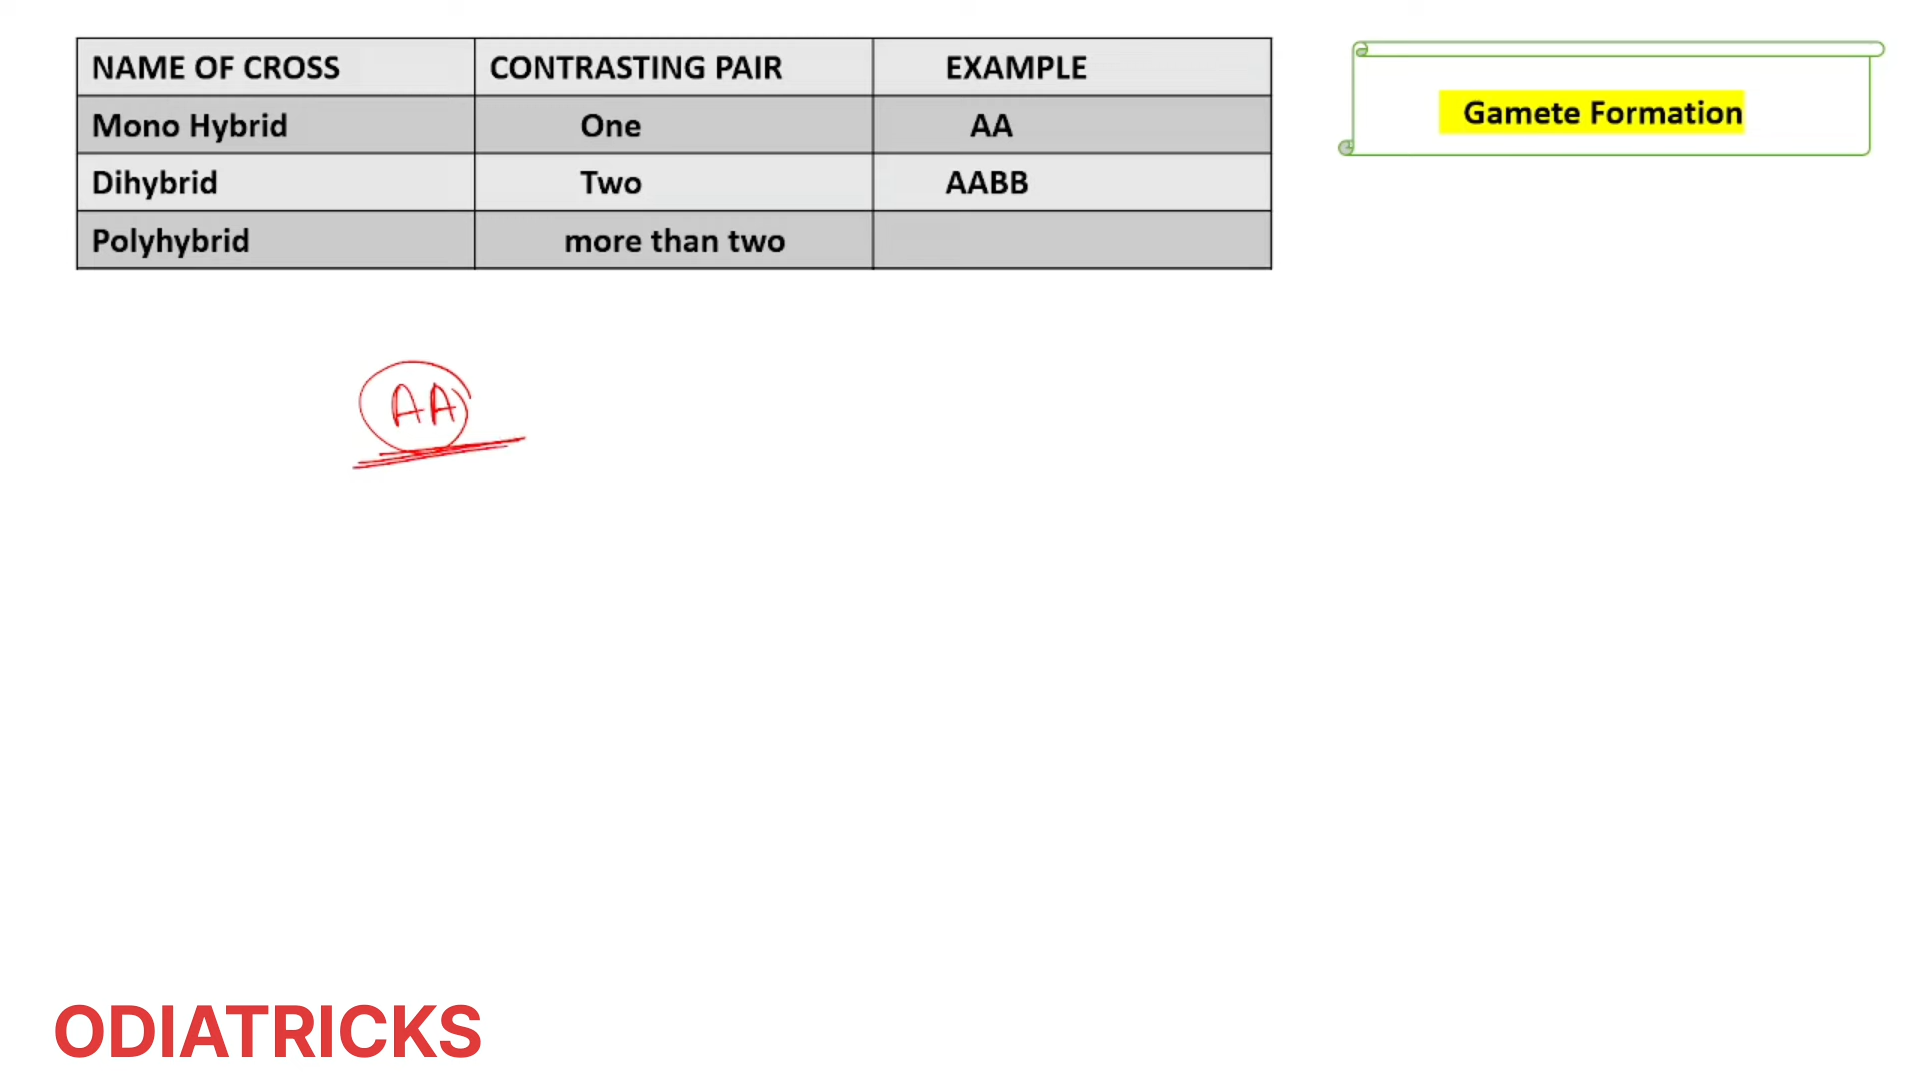 NAME OF CROSS CONTRASTING PAIR EXAMPLE
Mono Hybrid One AA
Dihybrid Two AABB
Polyhybrid more than two
Gamete Formation
AA
ODIATRICKS